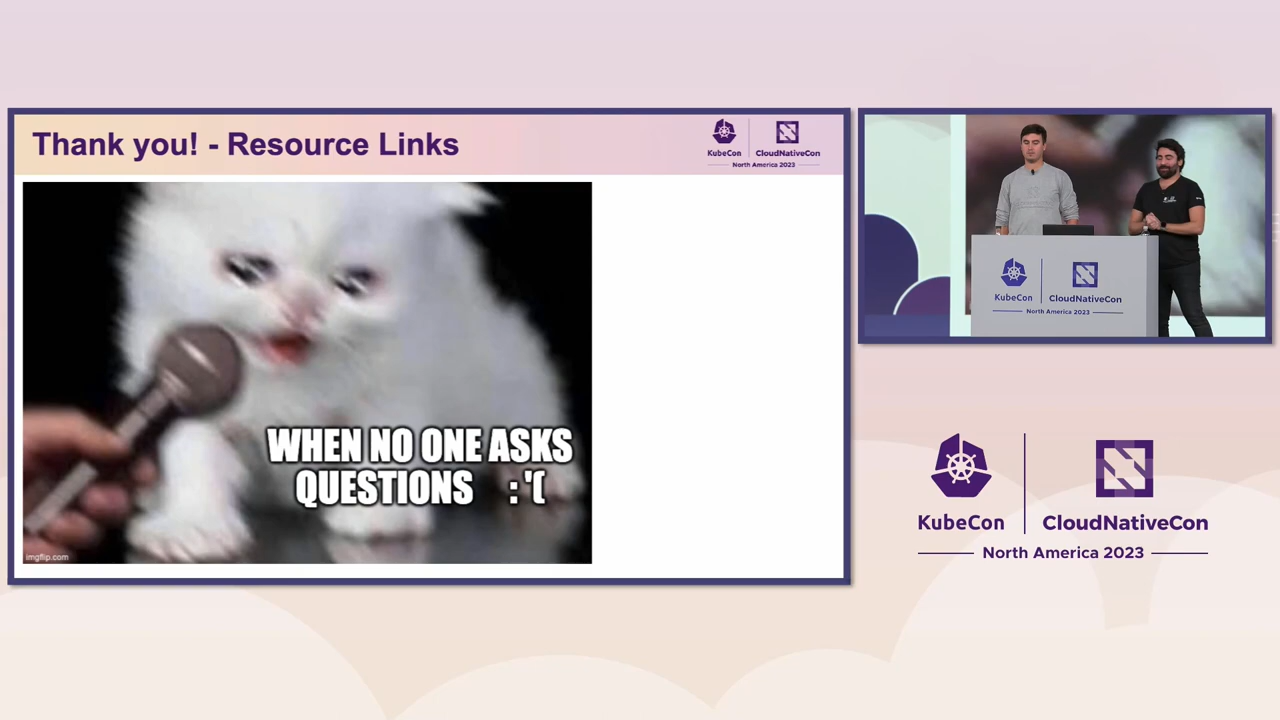 Thank you! - Resource Links
KubeCon
CloudNativeCon
North America 2023
WHEN NO ONE ASKS
QUESTIONS : '(
imgflip.com
KubeCon
CloudNativeCon
North America 2023
KubeCon
CloudNativeCon
North America 2023